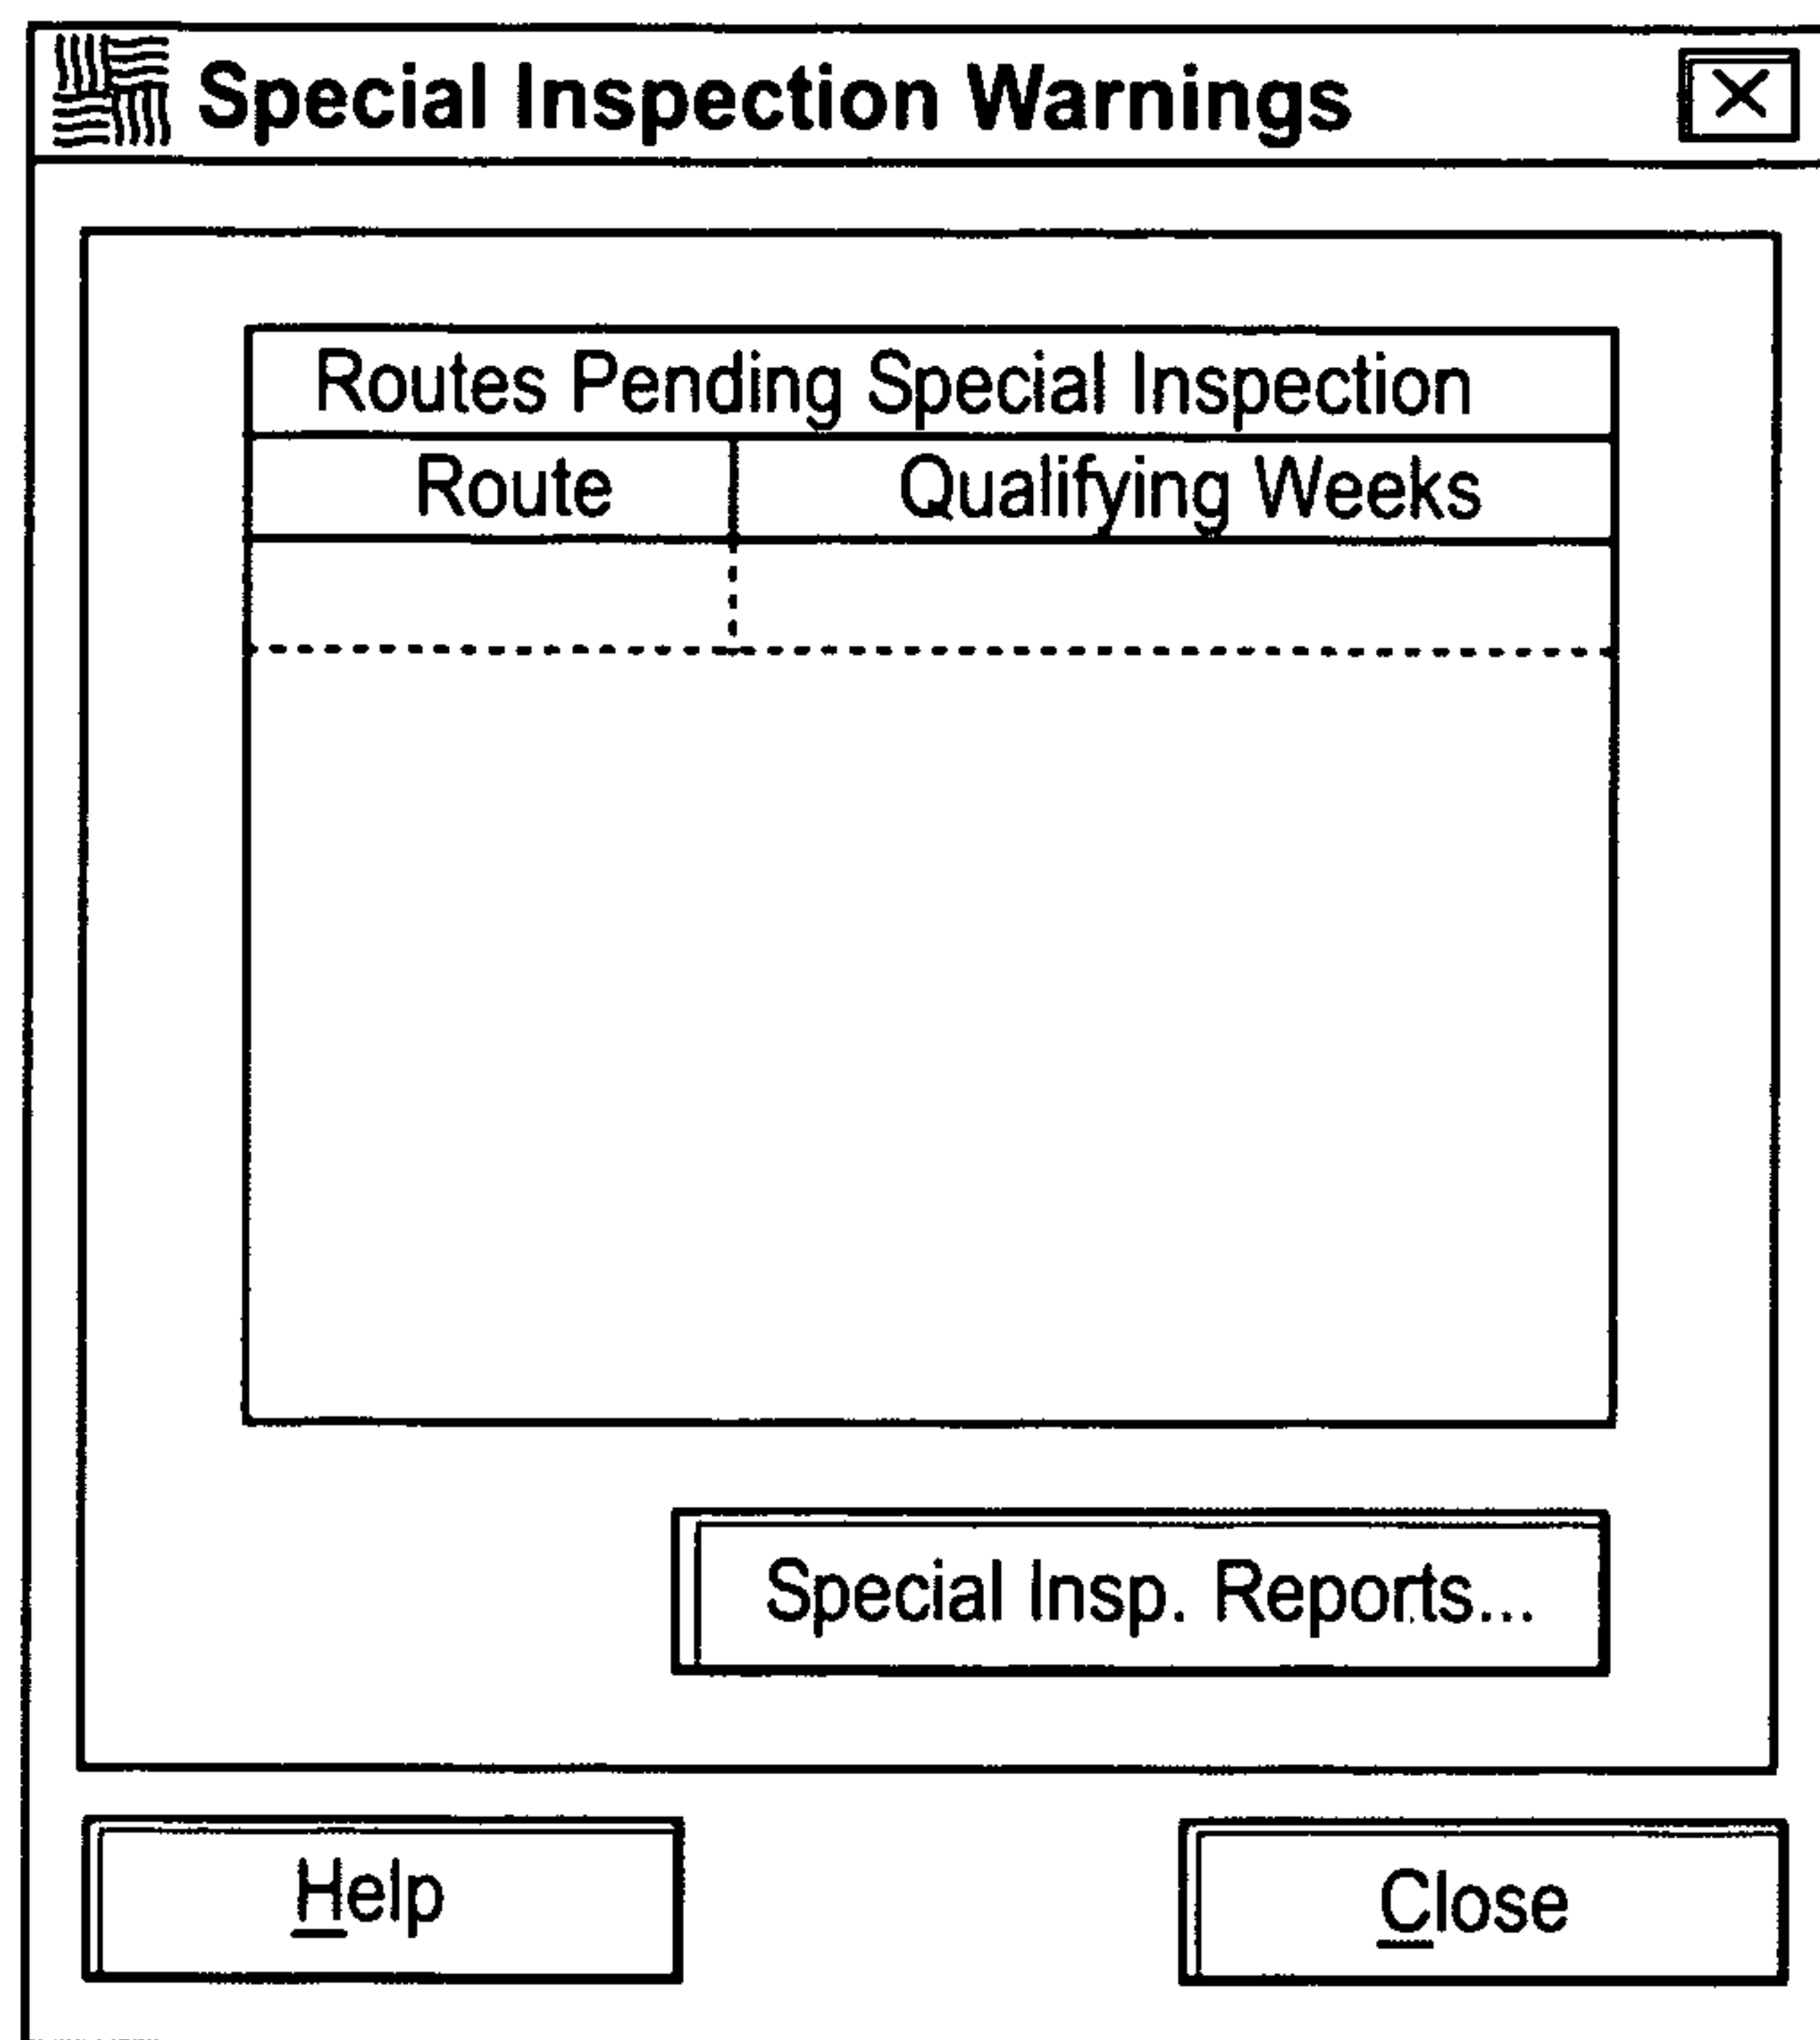 Special Inspection Warnings
Routes Pending Special Inspection
Route Qualifying Weeks
Special Insp. Reports...
Help Close